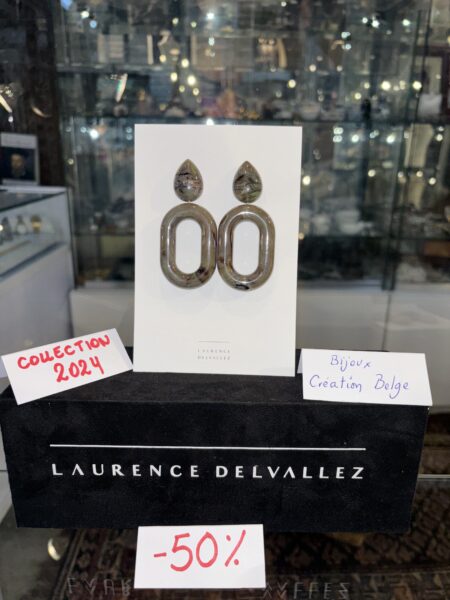 LAURENCE
DELVALLEZ
COLLECTION
2024
Bijoux
Création Belge
LAURENCE DELVALLEZ
-50%